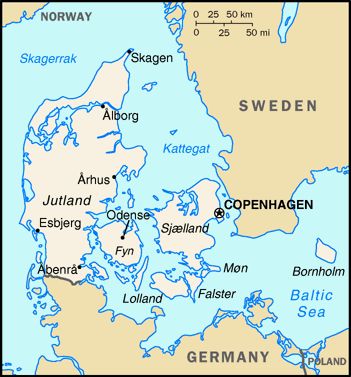 NORWAY
0 25 50 km
0 25 50 mi
Skagerrak
Skagen
SWEDEN
Ålborg
Kattegat
Århus
Jutland
Odense
COPENHAGEN
Esbjerg
Sjælland
Fyn
Åbenrå
Møn
Bornholm
Lolland
Falster
Baltic
Sea
GERMANY
POLAND